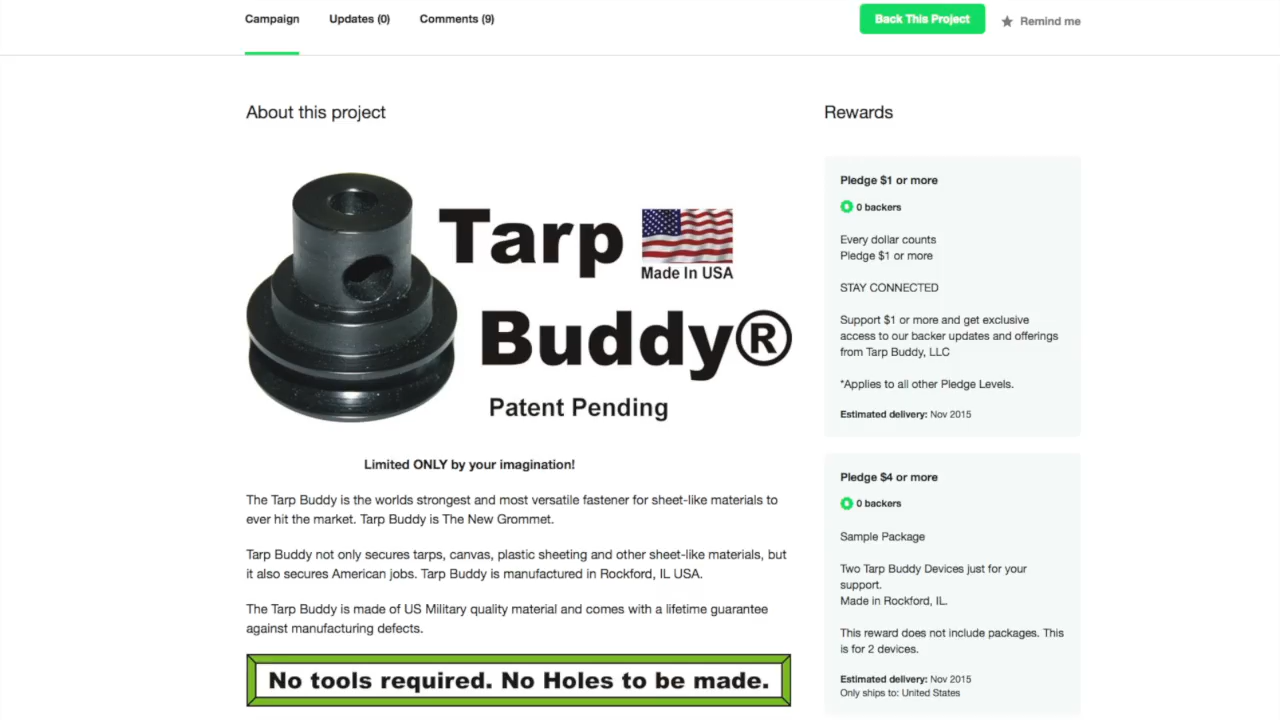 Campaign
Updates (0)
Comments (9)
Back This Project
Remind me
About this project
Tarp
Made In USA
Buddy®
Patent Pending
Limited ONLY by your imagination!
The Tarp Buddy is the worlds strongest and most versatile fastener for sheet-like materials to
ever hit the market. Tarp Buddy is The New Grommet.
Tarp Buddy not only secures tarps, canvas, plastic sheeting and other sheet-like materials, but
it also secures American jobs. Tarp Buddy is manufactured in Rockford, IL USA.
The Tarp Buddy is made of US Military quality material and comes with a lifetime guarantee
against manufacturing defects.
No tools required. No Holes to be made.
Rewards
Pledge $1 or more
0 backers
Every dollar counts
Pledge $1 or more
STAY CONNECTED
Support $1 or more and get exclusive
access to our backer updates and offerings
from Tarp Buddy, LLC
*Applies to all other Pledge Levels.
Estimated delivery: Nov 2015
Pledge $4 or more
0 backers
Sample Package
Two Tarp Buddy Devices just for your
support.
Made in Rockford, IL.
This reward does not include packages. This
is for 2 devices.
Estimated delivery: Nov 2015
Only ships to: United States